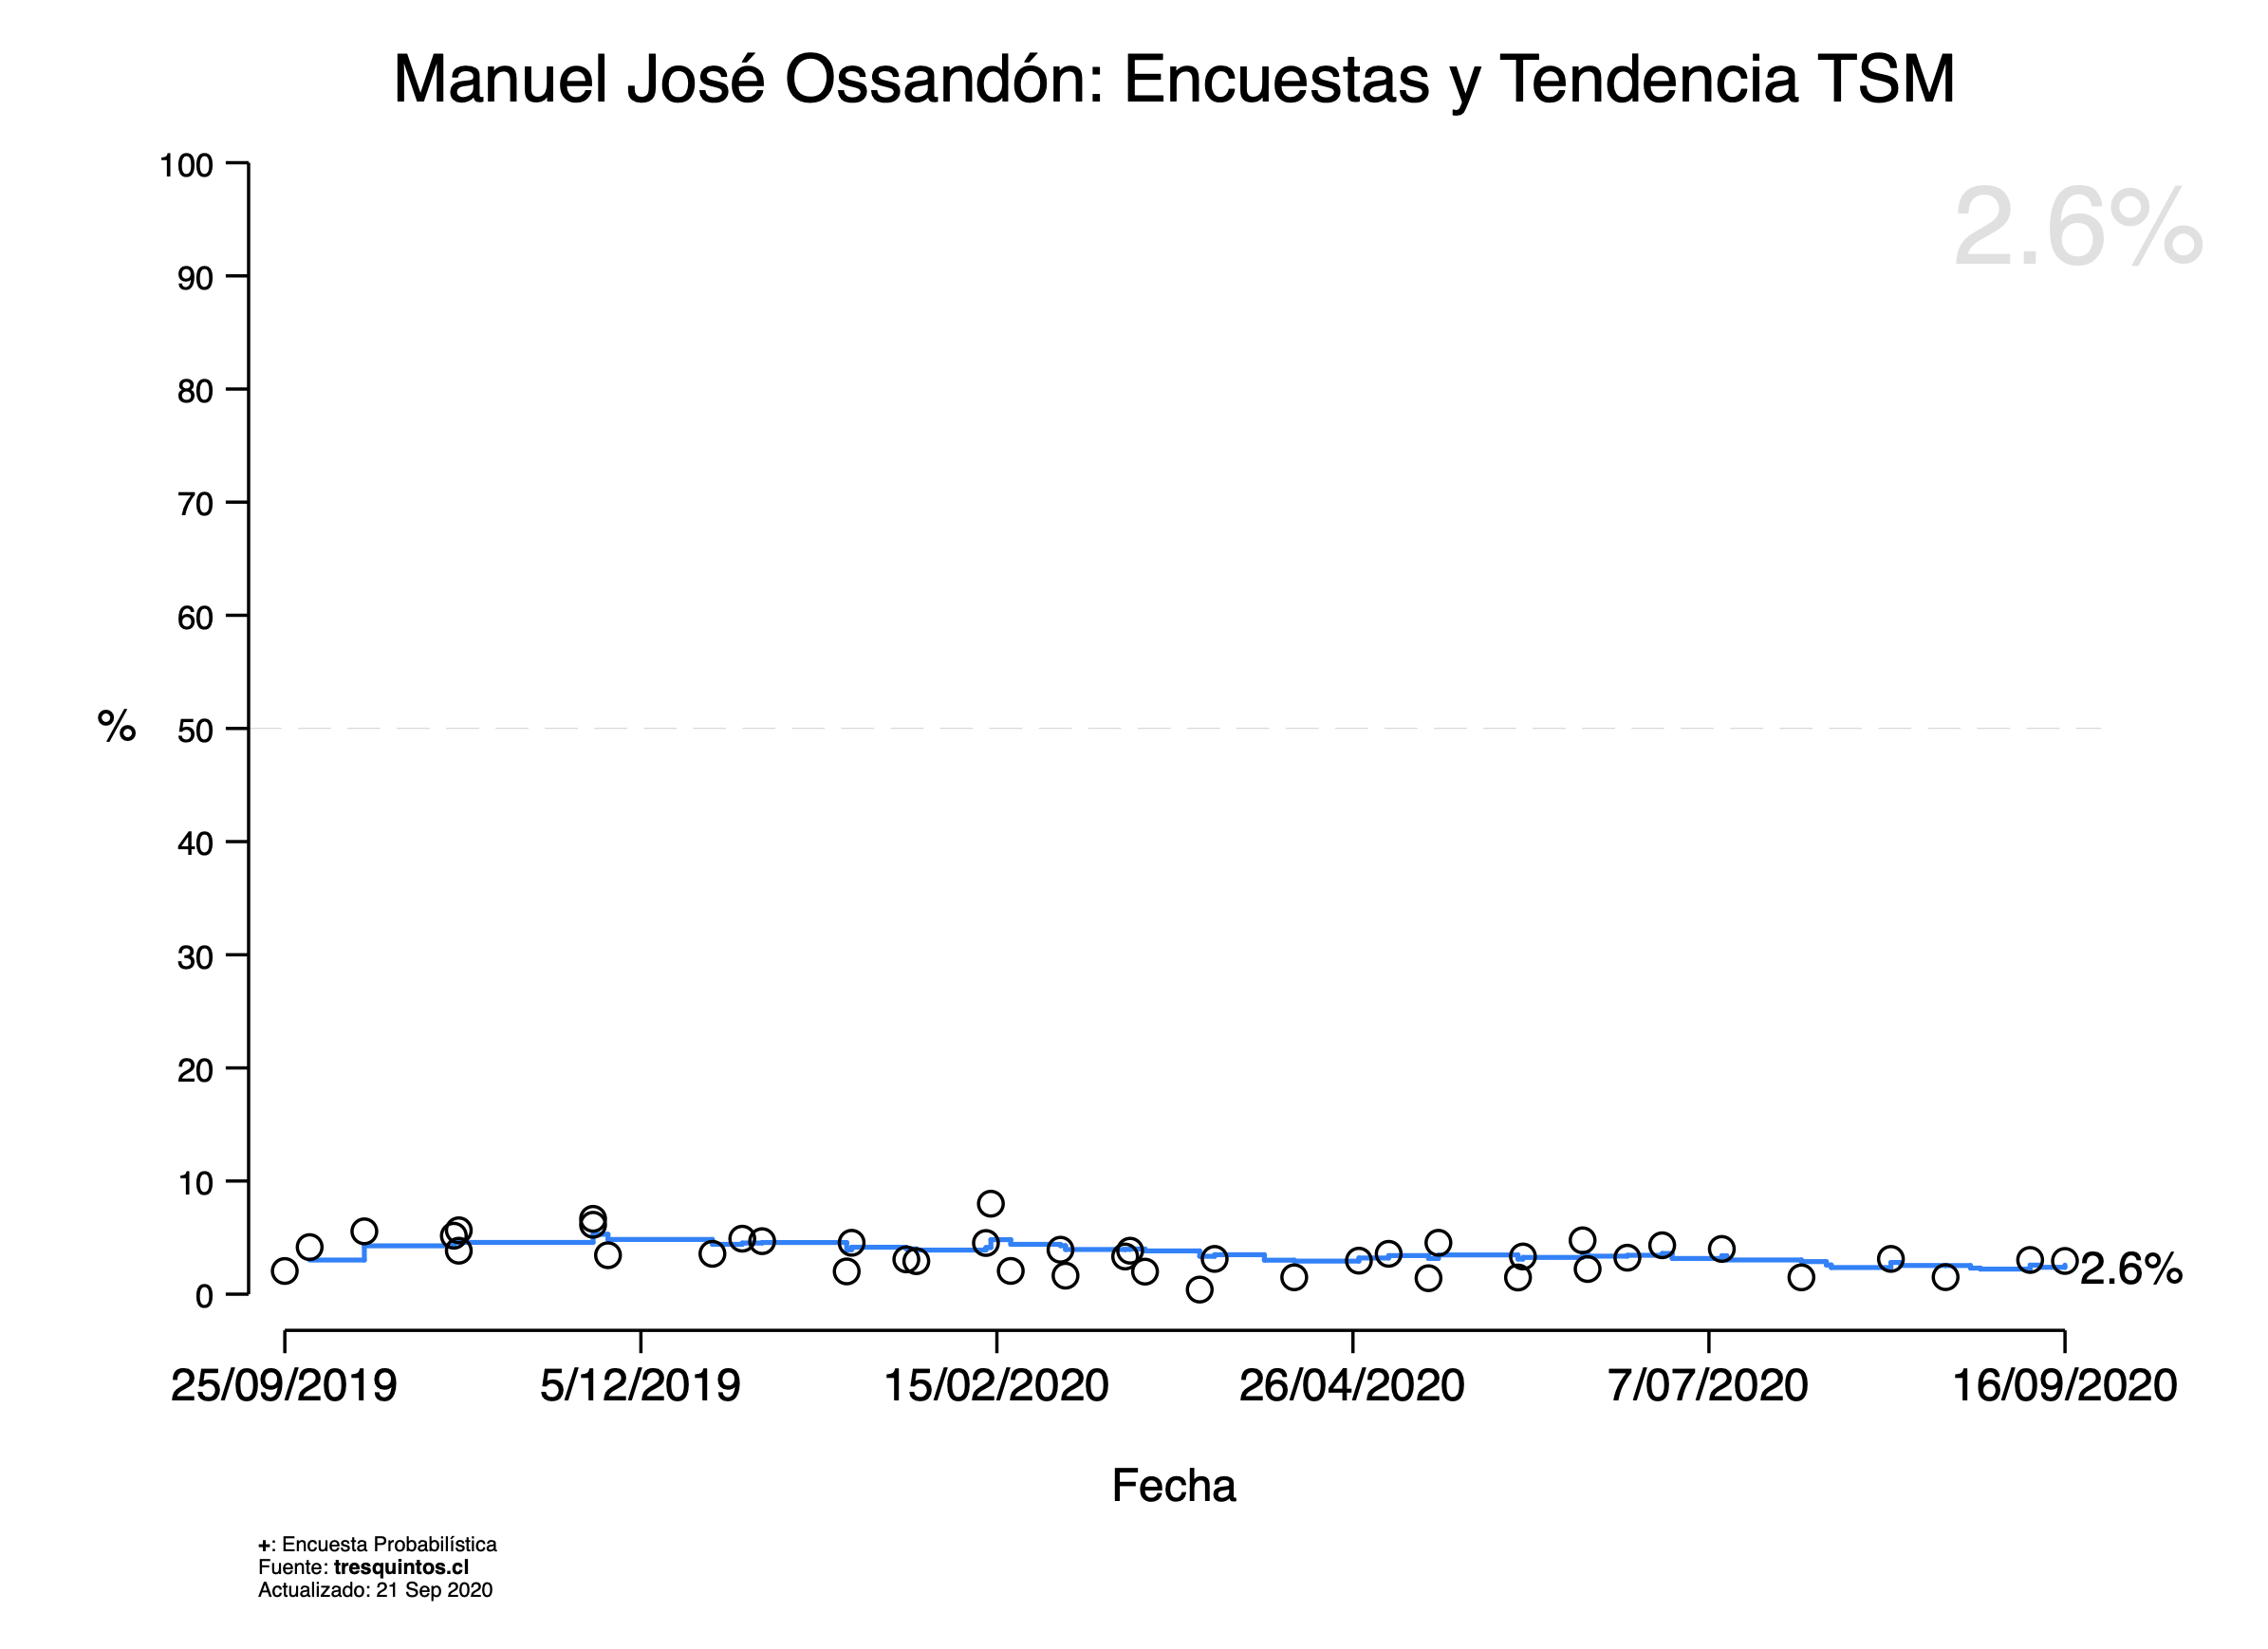 Manuel José Ossandón: Encuestas y Tendencia TSM
2.6%
100
90
80
70
60
% 50
40
30
20
10
0
2.6%
25/09/2019 5/12/2019 15/02/2020 26/04/2020 7/07/2020 16/09/2020
Fecha
+: Encuesta Probabilística
Fuente: tresquintos.cl
Actualizado: 21 Sep 2020